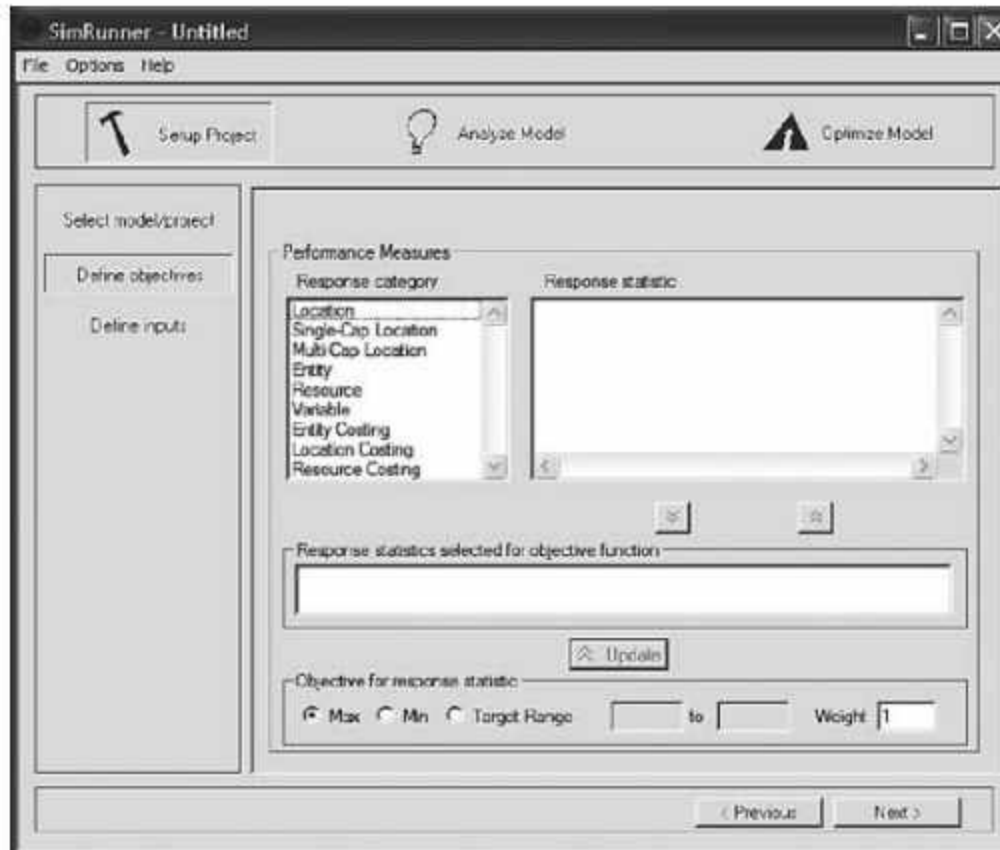 SimRunner - Untitled
File Options Help
Setup Project
Analyze Model
Optimize Model
Select model/project
Define objectives
Define inputs
Performance Measures
Response category
Response statistic
Location
Single-Cap Location
Multi-Cap Location
Entity
Resource
Variable
Entity Costing
Location Costing
Resource Costing
Response statistics selected for objective function
Update
Objective for response statistic
Max Min Target Range to Weight 1
< Previous Next >